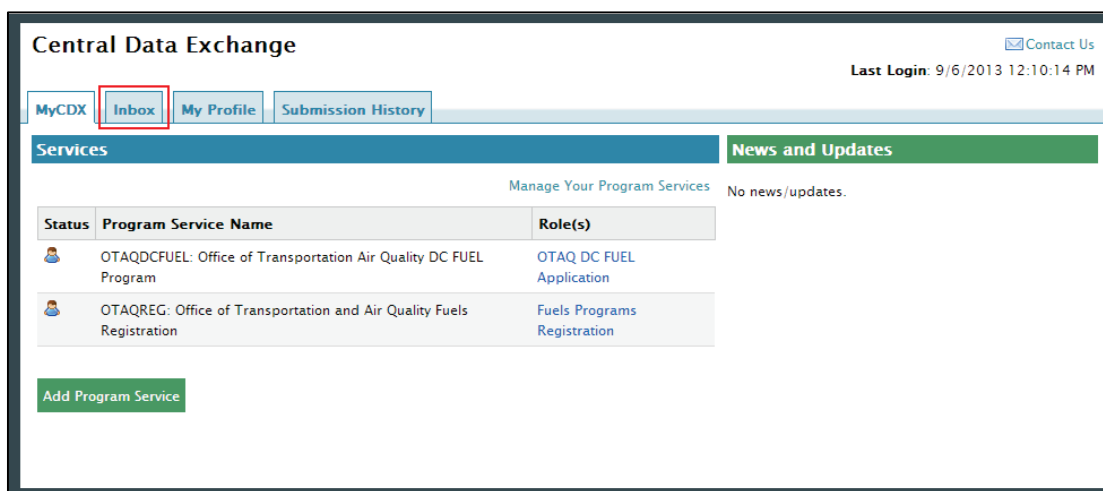 Central Data Exchange
Contact Us
Last Login: 9/6/2013 12:10:14 PM
MyCDX Inbox My Profile Submission History
Services
News and Updates
Manage Your Program Services
No news/updates.
Status Program Service Name Role(s)
OTAQDCFUEL: Office of Transportation Air Quality DC FUEL
Program
OTAQ DC FUEL
Application
OTAQREG: Office of Transportation and Air Quality Fuels
Registration
Fuels Programs
Registration
Add Program Service